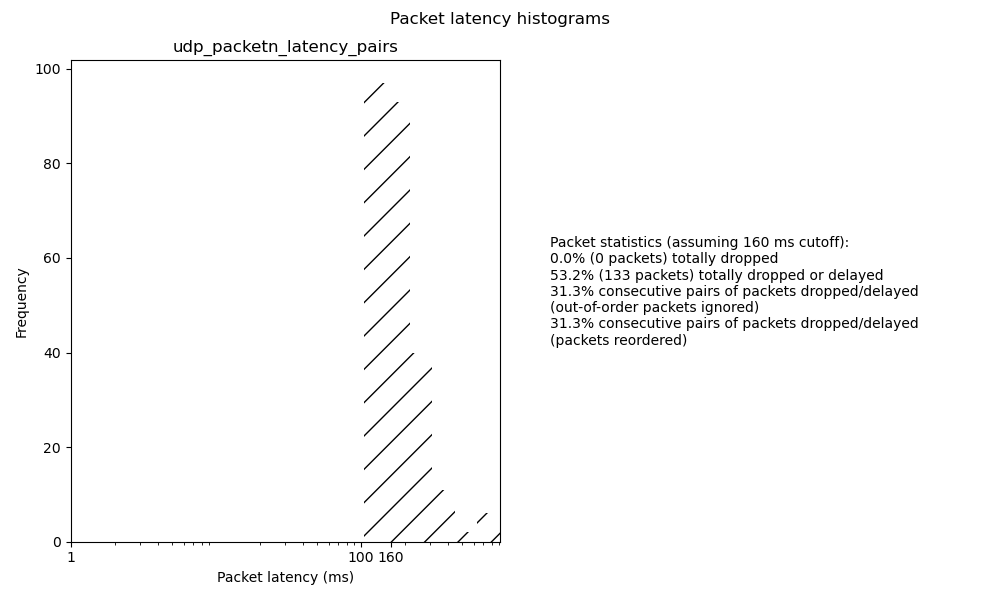 Packet latency histograms
udp_packetn_latency_pairs
100
80
60
40
20
0
Frequency
1
100 160
Packet latency (ms)
Packet statistics (assuming 160 ms cutoff):
0.0% (0 packets) totally dropped
53.2% (133 packets) totally dropped or delayed
31.3% consecutive pairs of packets dropped/delayed
(out-of-order packets ignored)
31.3% consecutive pairs of packets dropped/delayed
(packets reordered)